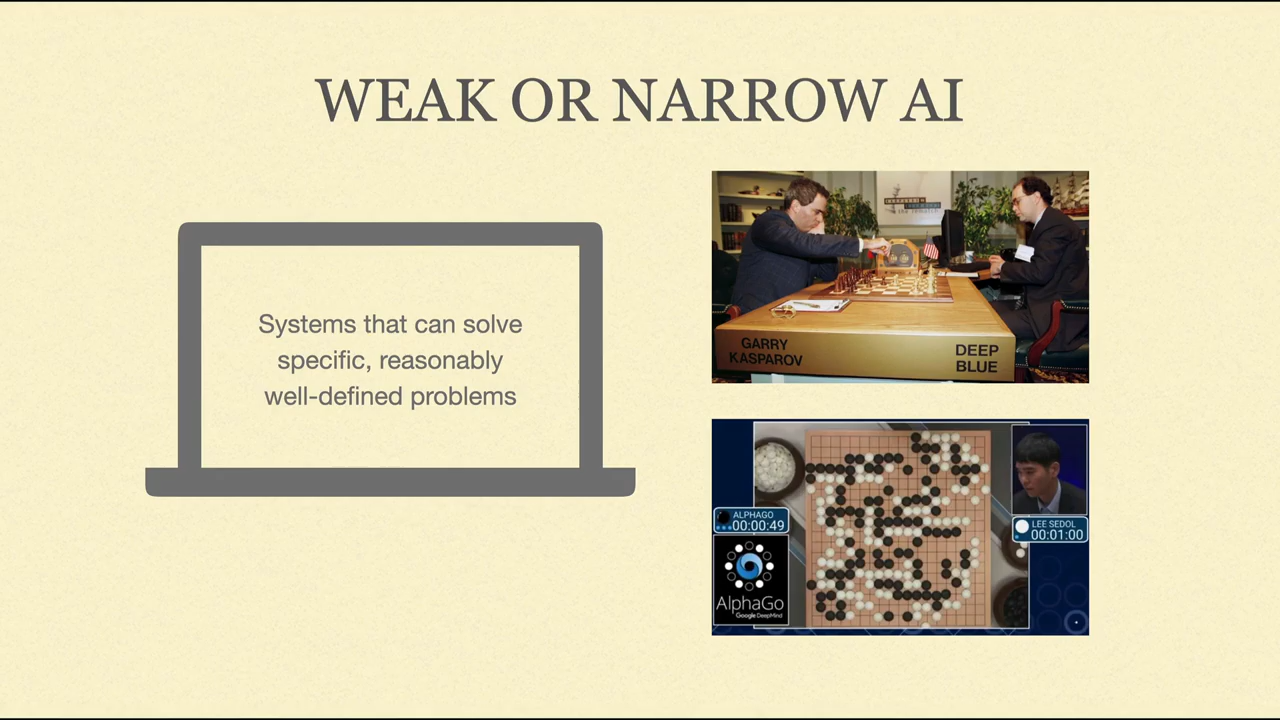 WEAK OR NARROW AI
Systems that can solve
specific, reasonably
well-defined problems
GARRY
KASPAROV
DEEP
BLUE
ALPHAGO
00:00:49
LEE SEDOL
00:01:00
AlphaGo
Google DeepMind